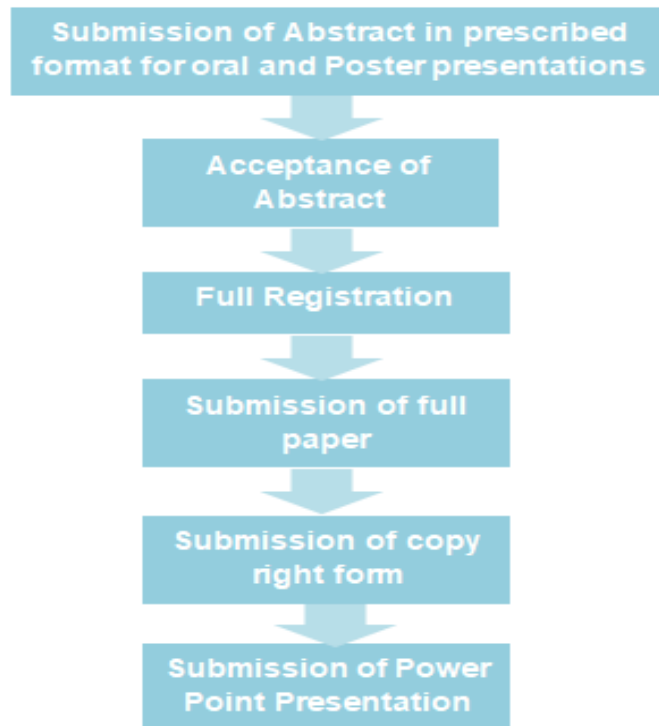 Submission of Abstract in prescribed
format for oral and Poster presentations
Acceptance of
Abstract
Full Registration
Submission of full
paper
Submission of copy
right form
Submission of Power
Point Presentation